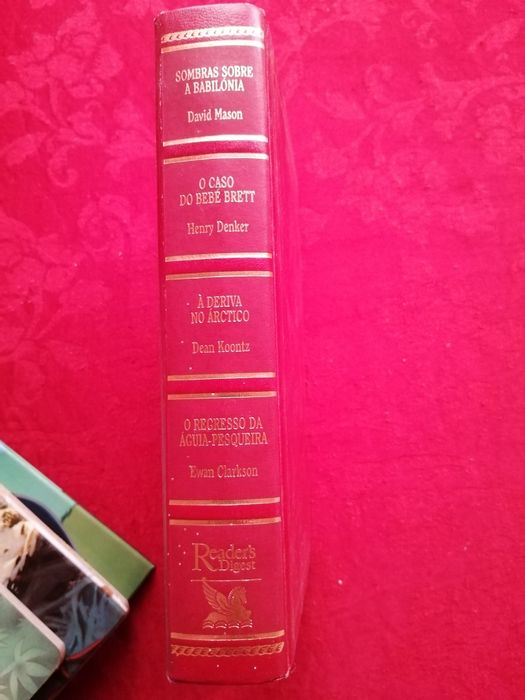 SOMBRAS SOBRE
A BABILÓNIA
David Mason
O CASO
DO BEBÉ BRETT
Henry Denker
À DERIVA
NO ÁRCTICO
Dean Koontz
O REGRESSO DA
ÁGUIA-PESQUEIRA
Ewan Clarkson
Reader's
Digest